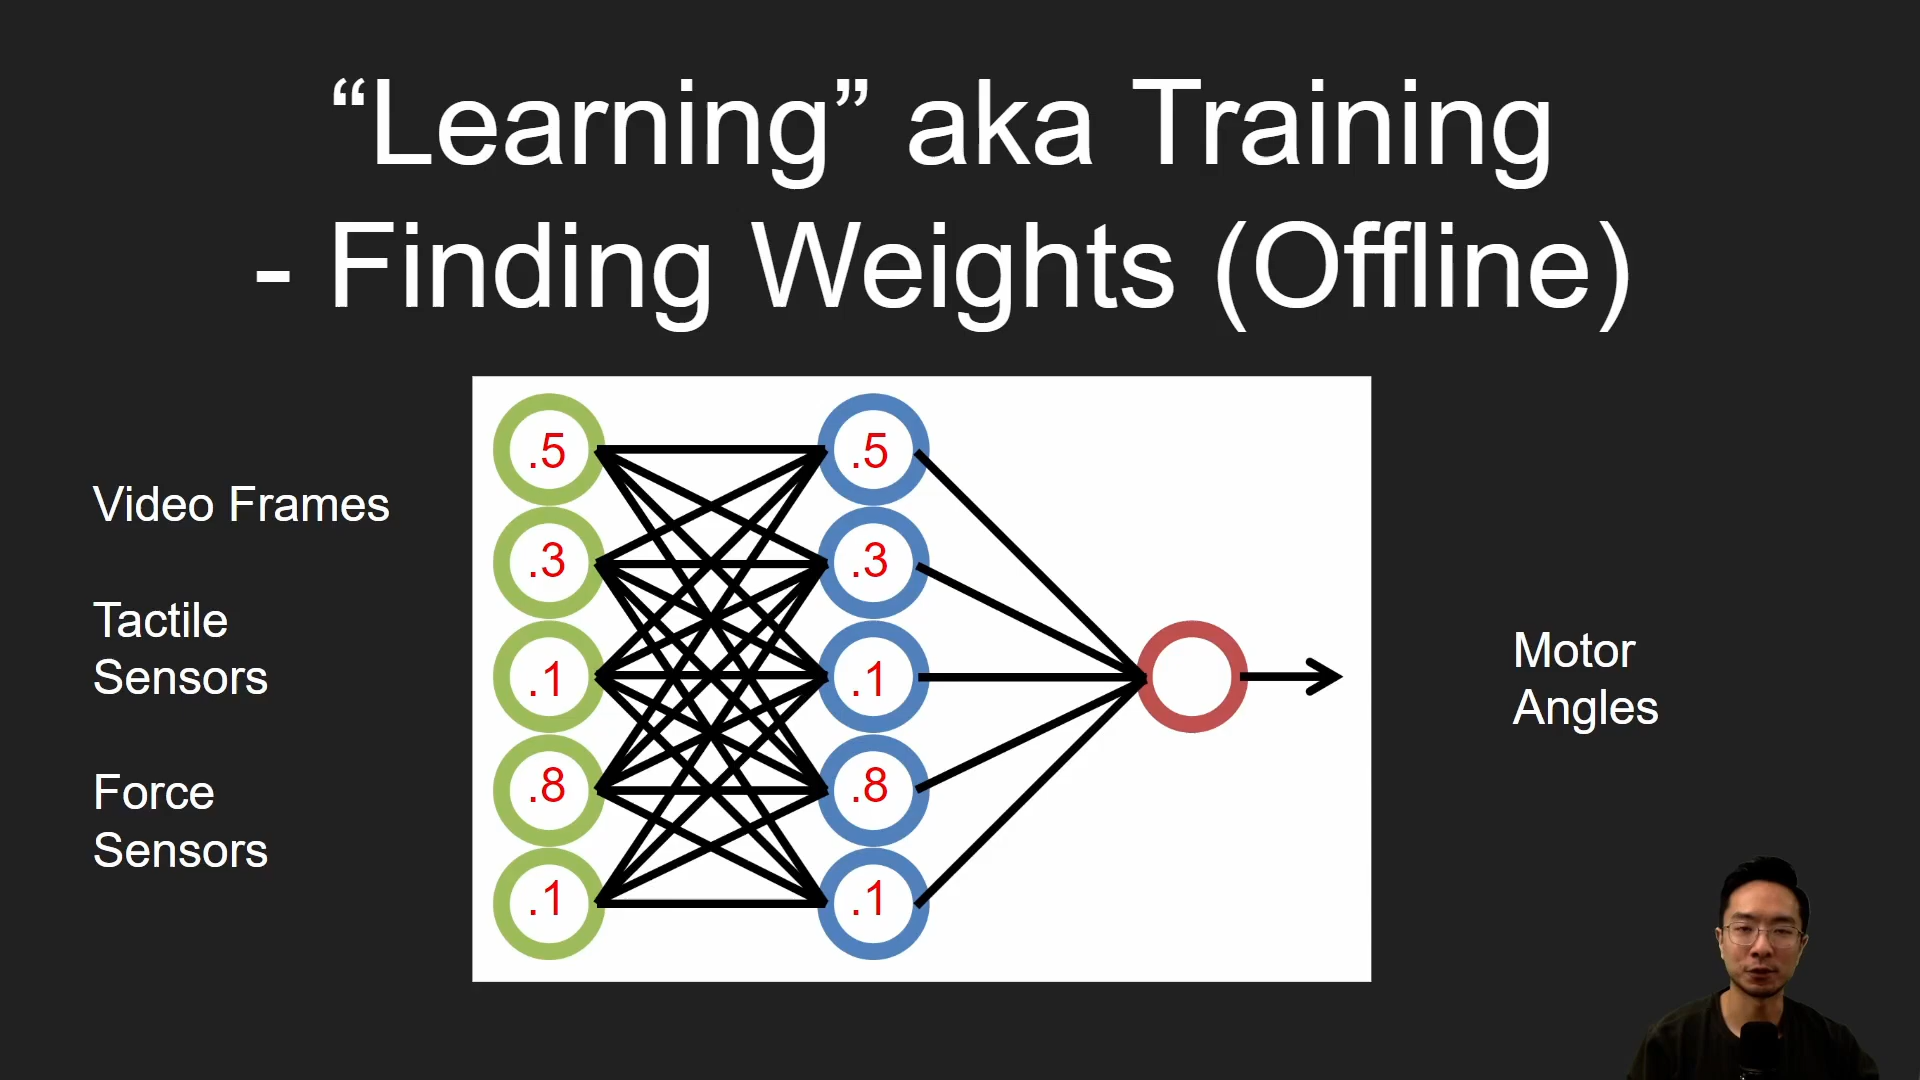 “Learning” aka Training
- Finding Weights (Offline)
Video Frames
Tactile
Sensors
Force
Sensors
.5
.3
.1
.8
.1
.5
.3
.1
.8
.1
Motor
Angles